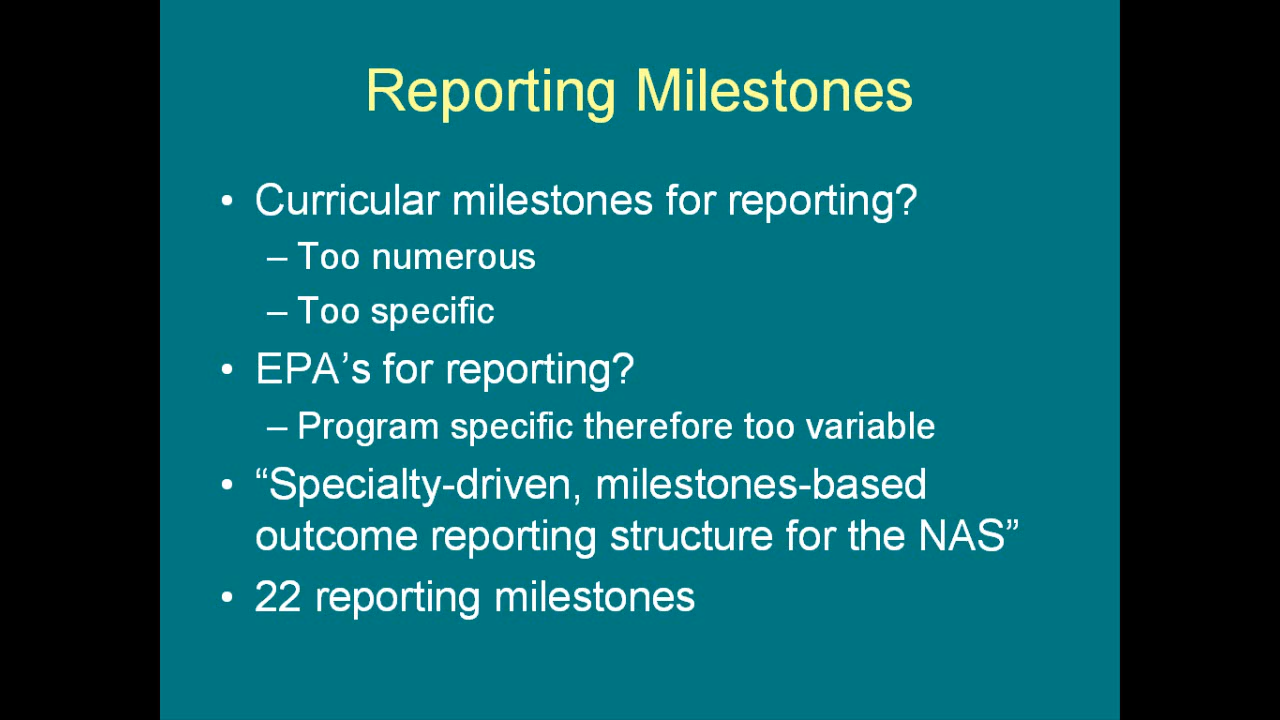 Reporting Milestones
• Curricular milestones for reporting?
– Too numerous
– Too specific
• EPA’s for reporting?
– Program specific therefore too variable
• “Specialty-driven, milestones-based
outcome reporting structure for the NAS”
• 22 reporting milestones